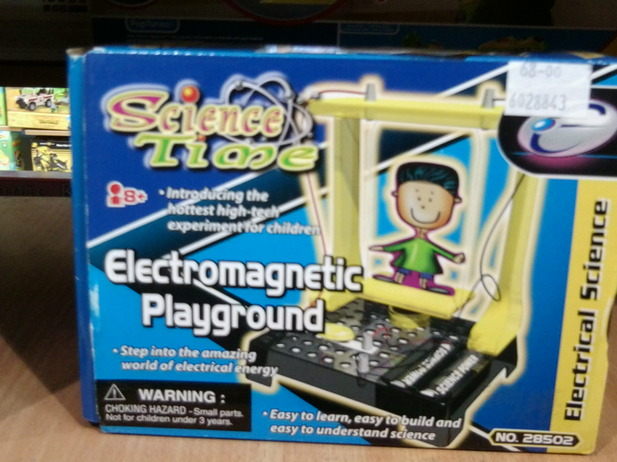 68-00
6028843
Science
Time
8+
• Introducing the
hottest high-tech
experiment for children
Electromagnetic
Playground
• Step into the amazing
world of electrical energy
WARNING :
CHOKING HAZARD - Small parts.
Not for children under 3 years.
• Easy to learn, easy to build and
easy to understand science
Electrical Science
NO. 28502